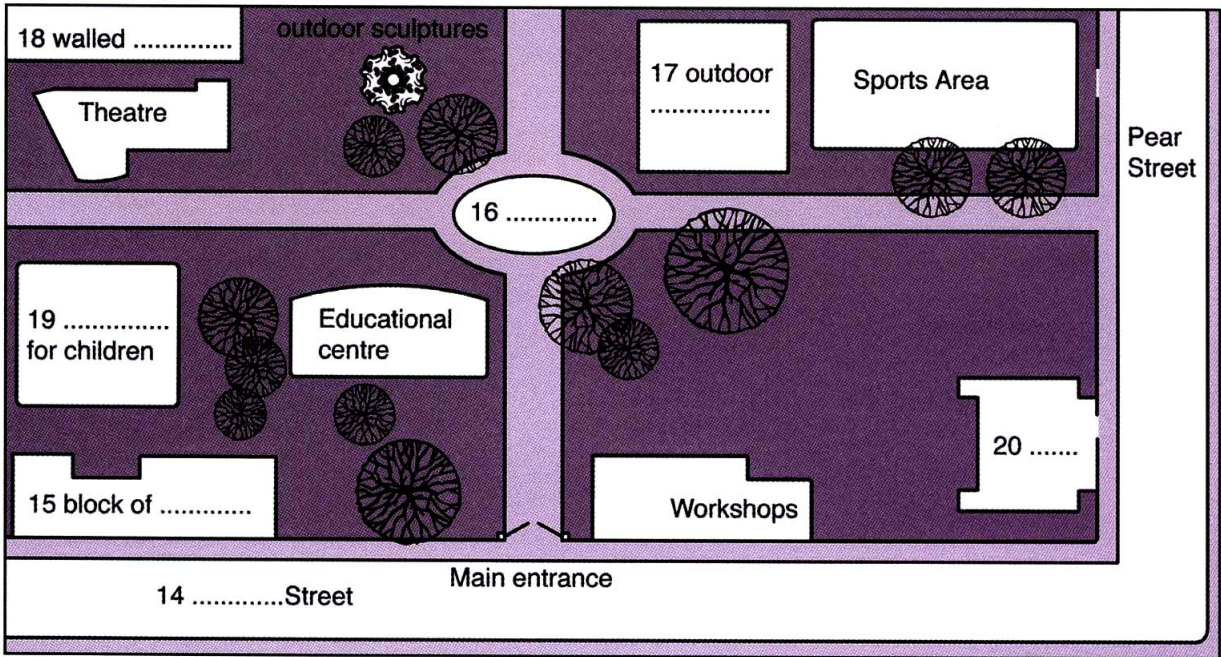 18 walled ..............
outdoor sculptures
17 outdoor
..................
Sports Area
Theatre
Pear
Street
16 .............
19 ...............
for children
Educational
centre
20 .......
15 block of .............
Workshops
Main entrance
14 ............Street